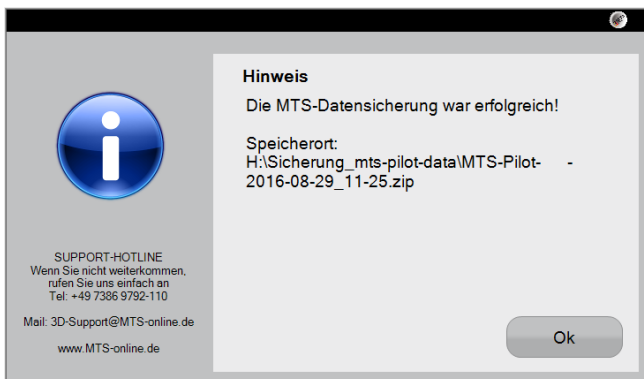 Hinweis
Die MTS-Datensicherung war erfolgreich!
Speicherort:
H:\Sicherung_mts-pilot-data\MTS-Pilot- -
2016-08-29_11-25.zip
SUPPORT-HOTLINE
Wenn Sie nicht weiterkommen,
rufen Sie uns einfach an
Tel: +49 7386 9792-110
Mail: 3D-Support@MTS-online.de
www.MTS-online.de
Ok